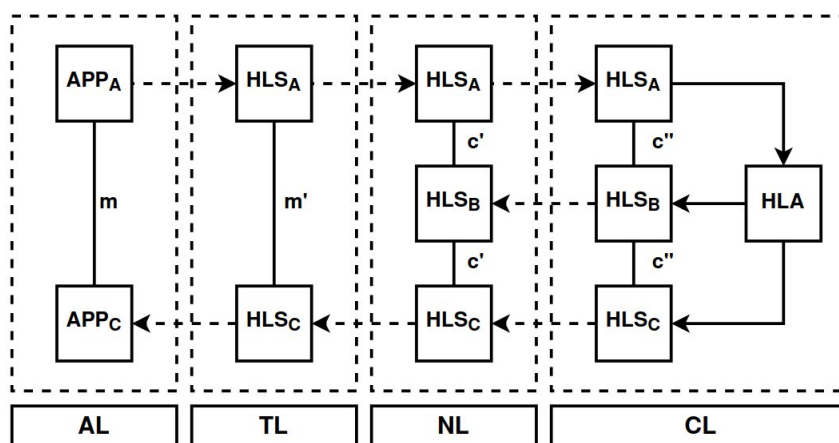 APPA HLSA HLSA HLSA
c' c''
m m' HLSB HLSB HLA
c' c''
APPC HLSC HLSC HLSC
AL TL NL CL